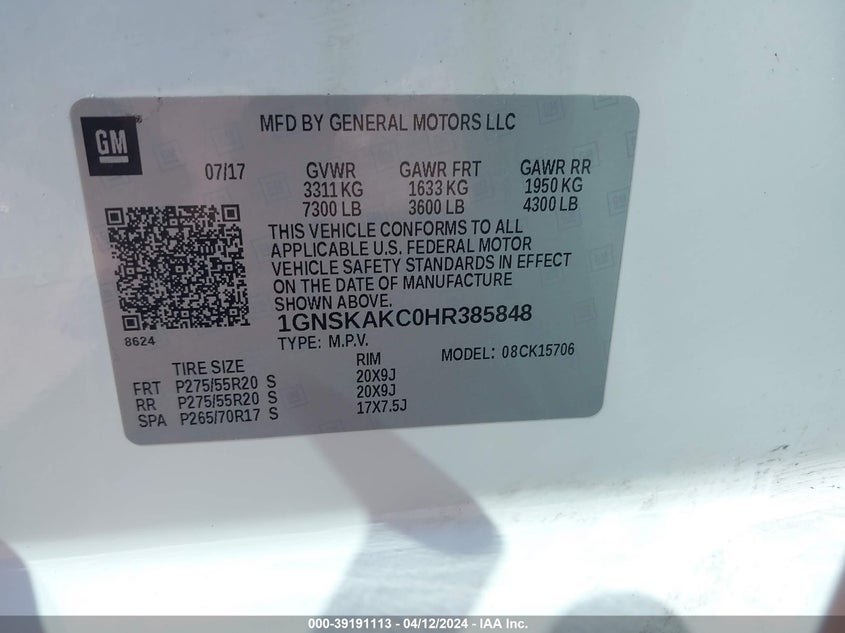 GM
MFD BY GENERAL MOTORS LLC
07/17 GVWR GAWR FRT GAWR RR
3311 KG 1633 KG 1950 KG
7300 LB 3600 LB 4300 LB
THIS VEHICLE CONFORMS TO ALL
APPLICABLE U.S. FEDERAL MOTOR
VEHICLE SAFETY STANDARDS IN EFFECT
ON THE DATE OF MANUFACTURE
SHOWN ABOVE.
1GNSKAKC0HR385848
8624
TYPE: M.P.V. MODEL: 08CK15706
TIRE SIZE RIM
FRT P275/55R20 S 20X9J
RR P275/55R20 S 20X9J
SPA P265/70R17 S 17X7.5J
000-39191113 - 04/12/2024 - IAA Inc.